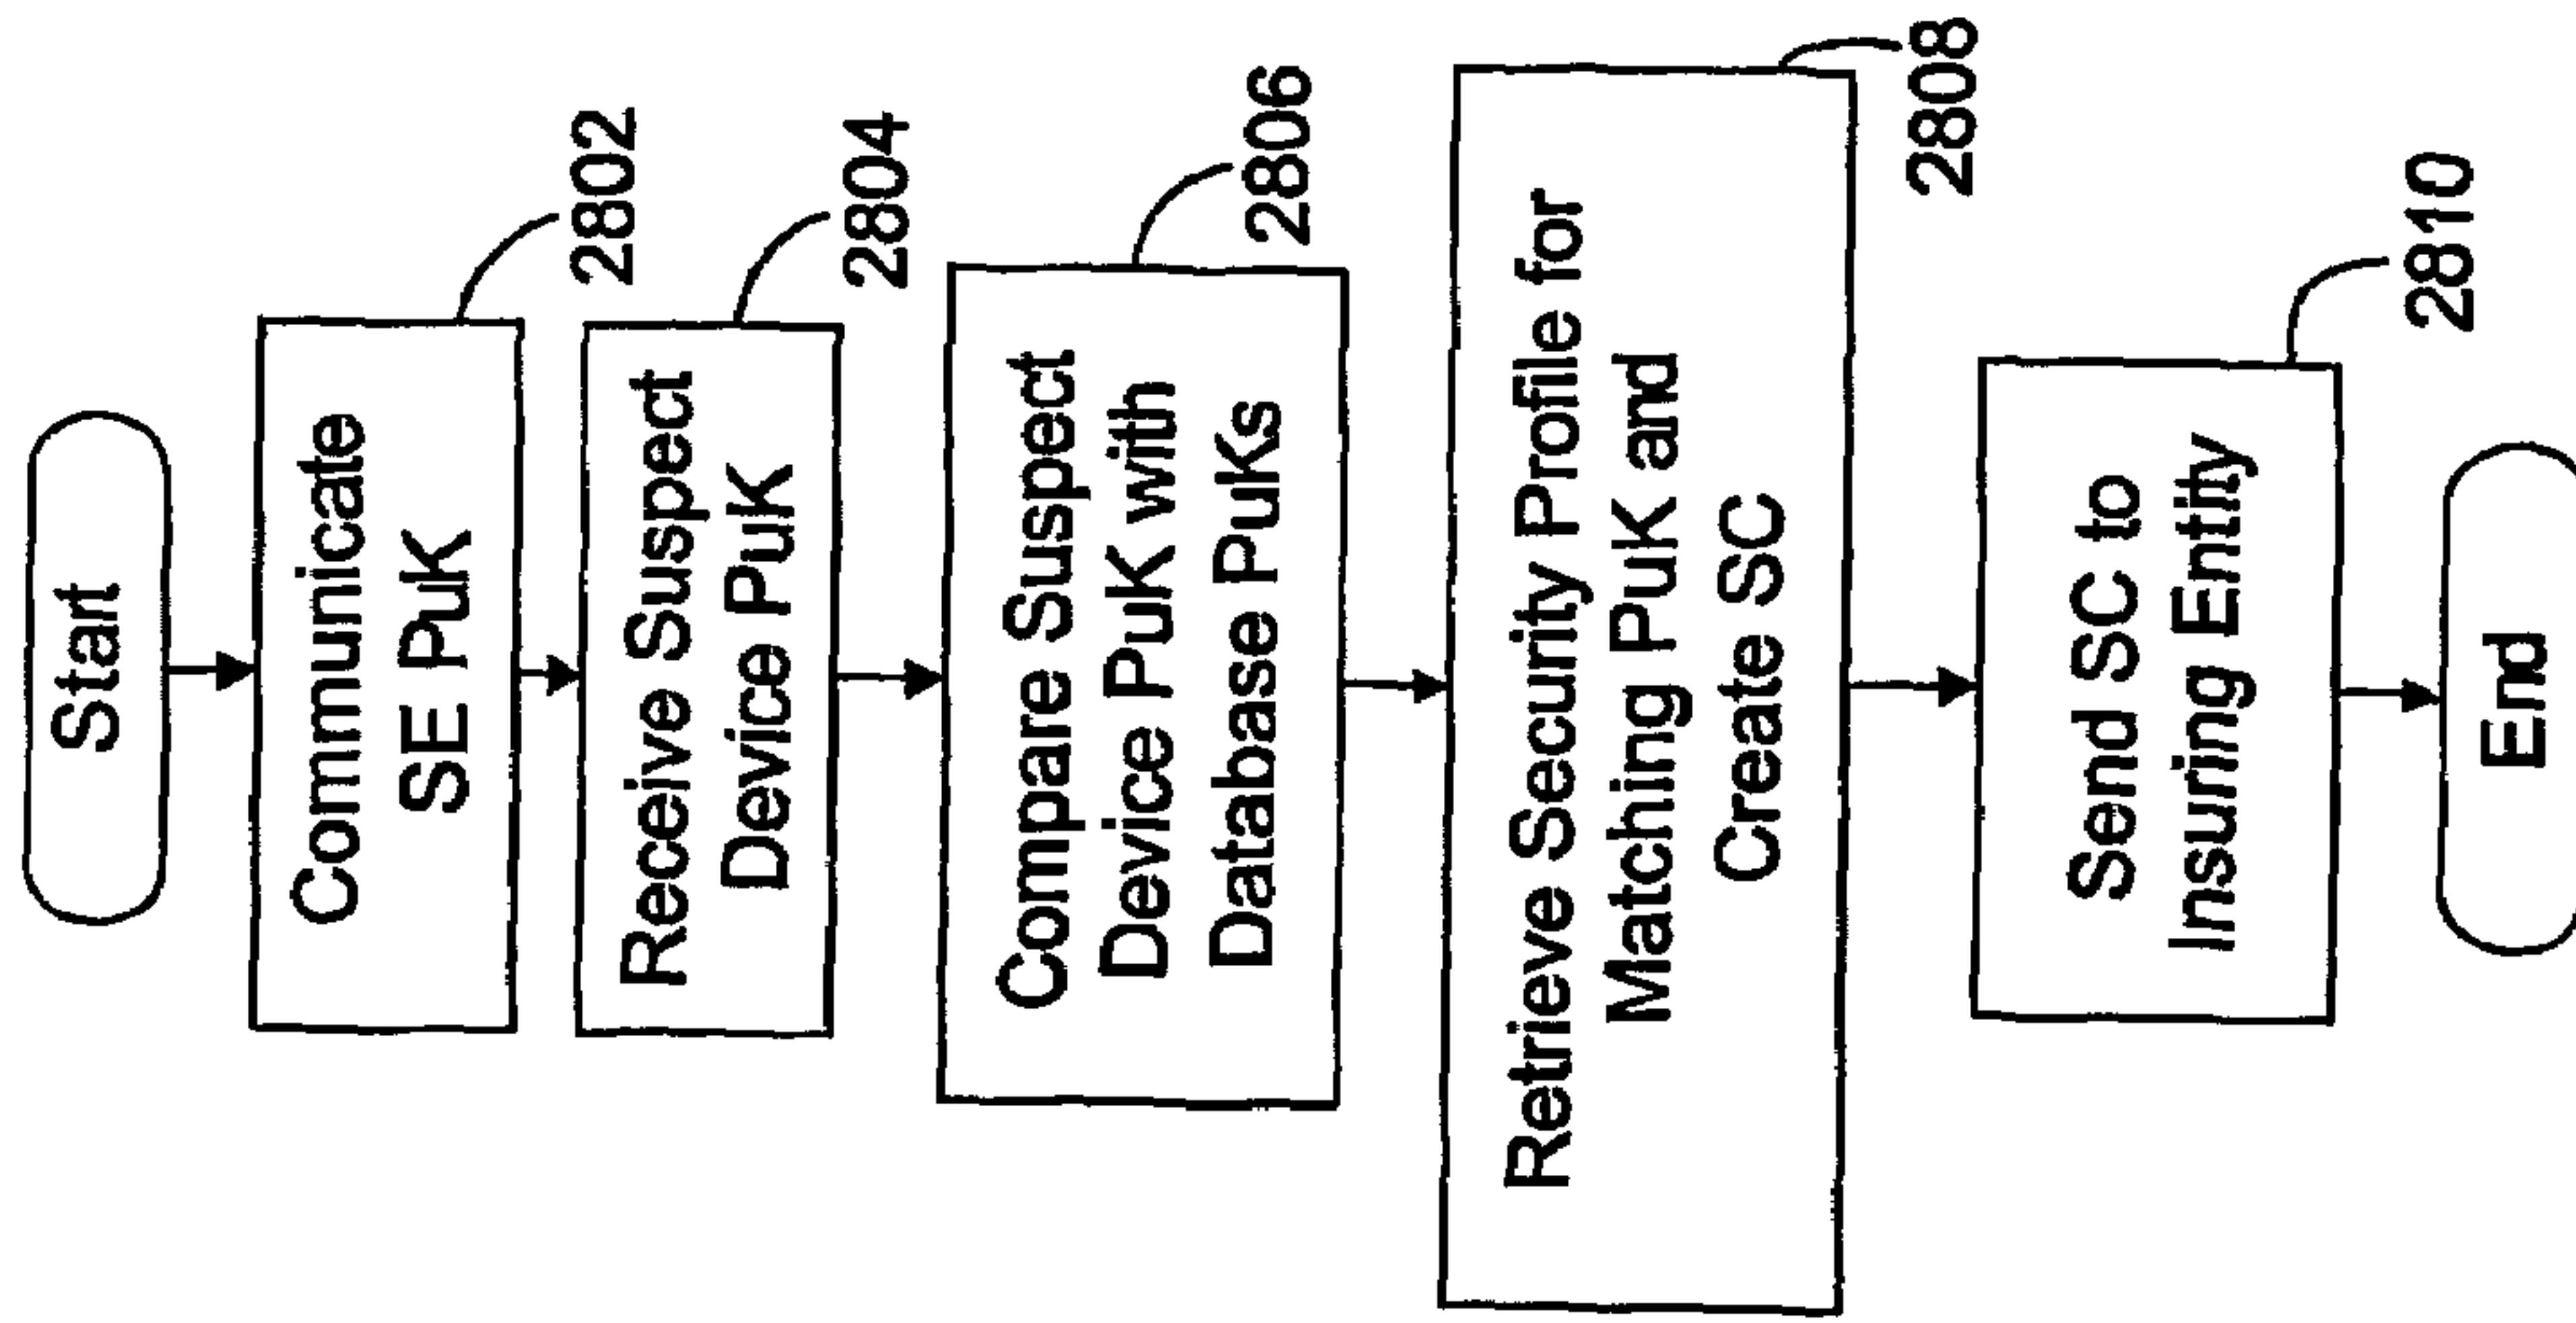 Start
Communicate
SE PuK
2802
Receive Suspect
Device PuK
2804
Compare Suspect
Device PuK with
Database PuKs
2806
Retrieve Security Profile for
Matching PuK and
Create SC
2808
Send SC to
Insuring Entity
2810
End